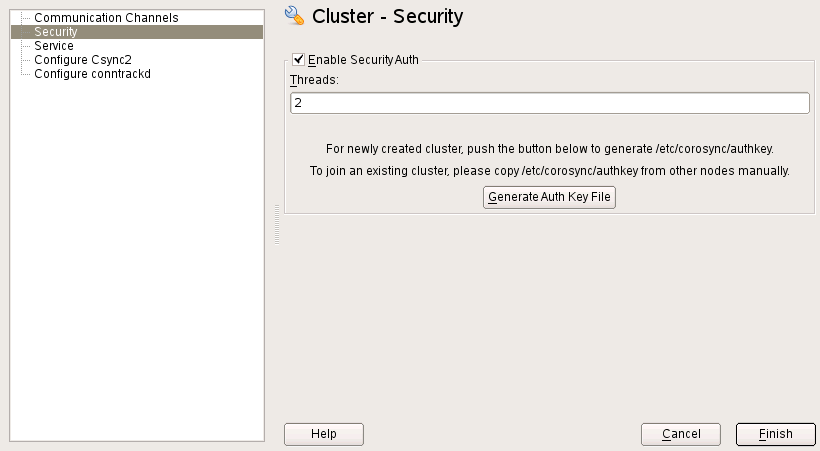 Communication Channels
Security
Service
Configure Csync2
Configure conntrackd
Cluster - Security
Enable Security Auth
Threads:
2
For newly created cluster, push the button below to generate /etc/corosync/authkey.
To join an existing cluster, please copy /etc/corosync/authkey from other nodes manually.
Generate Auth Key File
Help
Cancel
Finish